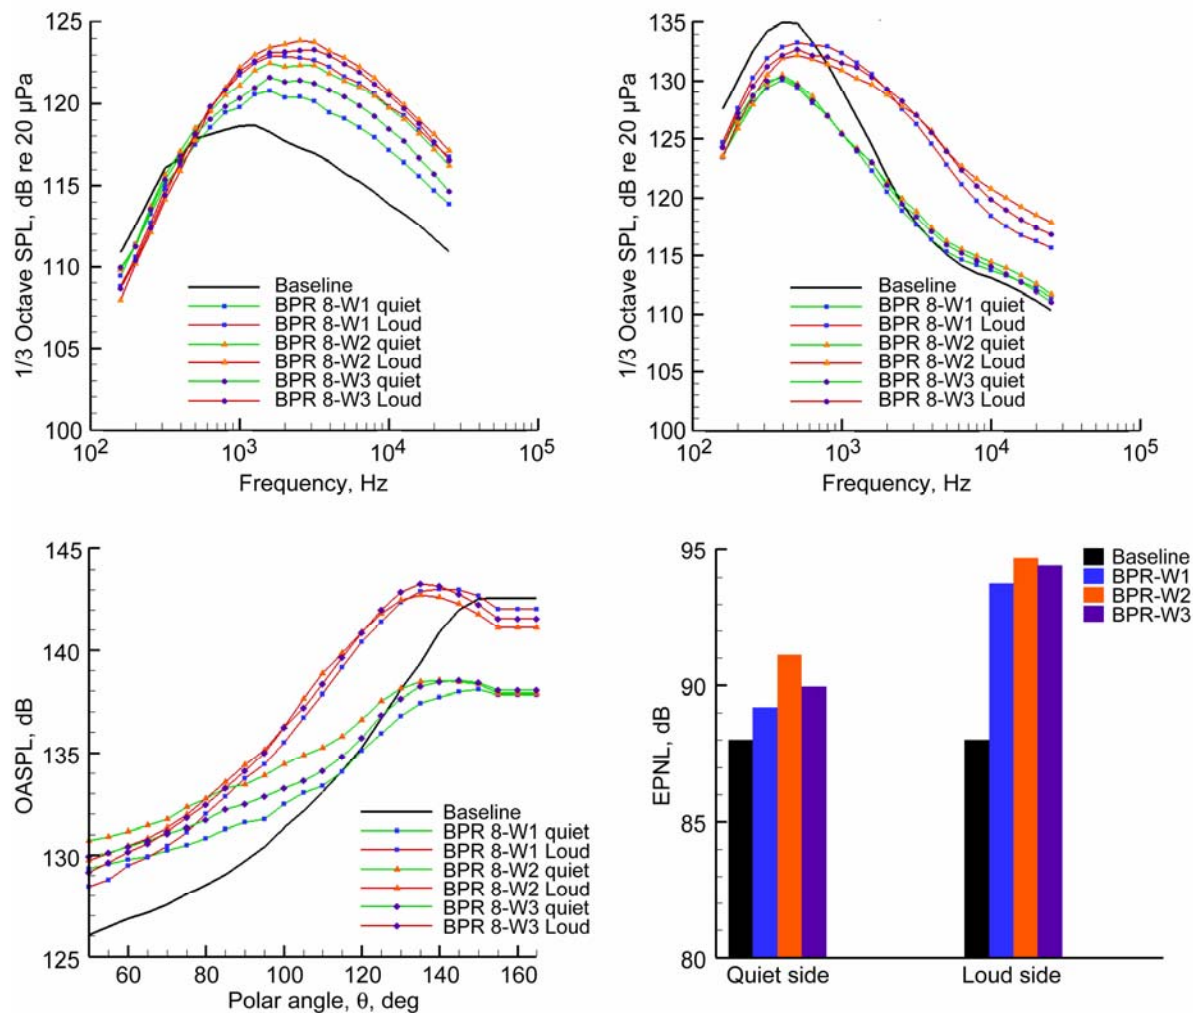 1/3 Octave SPL, dB re 20 µPa
125
120
115
110
105
100
Baseline
BPR 8-W1 quiet
BPR 8-W1 Loud
BPR 8-W2 quiet
BPR 8-W2 Loud
BPR 8-W3 quiet
BPR 8-W3 Loud
10² 10³ 10⁴ 10⁵
Frequency, Hz
1/3 Octave SPL, dB re 20 µPa
135
130
125
120
115
110
105
100
Baseline
BPR 8-W1 quiet
BPR 8-W1 Loud
BPR 8-W2 quiet
BPR 8-W2 Loud
BPR 8-W3 quiet
BPR 8-W3 Loud
10² 10³ 10⁴ 10⁵
Frequency, Hz
OASPL, dB
145
140
135
130
125
Baseline
BPR 8-W1 quiet
BPR 8-W1 Loud
BPR 8-W2 quiet
BPR 8-W2 Loud
BPR 8-W3 quiet
BPR 8-W3 Loud
60 80 100 120 140 160
Polar angle, θ, deg
EPNL, dB
95
90
85
80
Baseline
BPR-W1
BPR-W2
BPR-W3
Quiet side Loud side